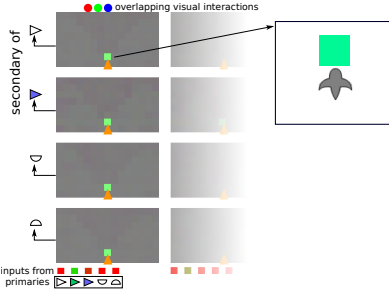 overlapping visual interactions
secondary of
inputs from
primaries